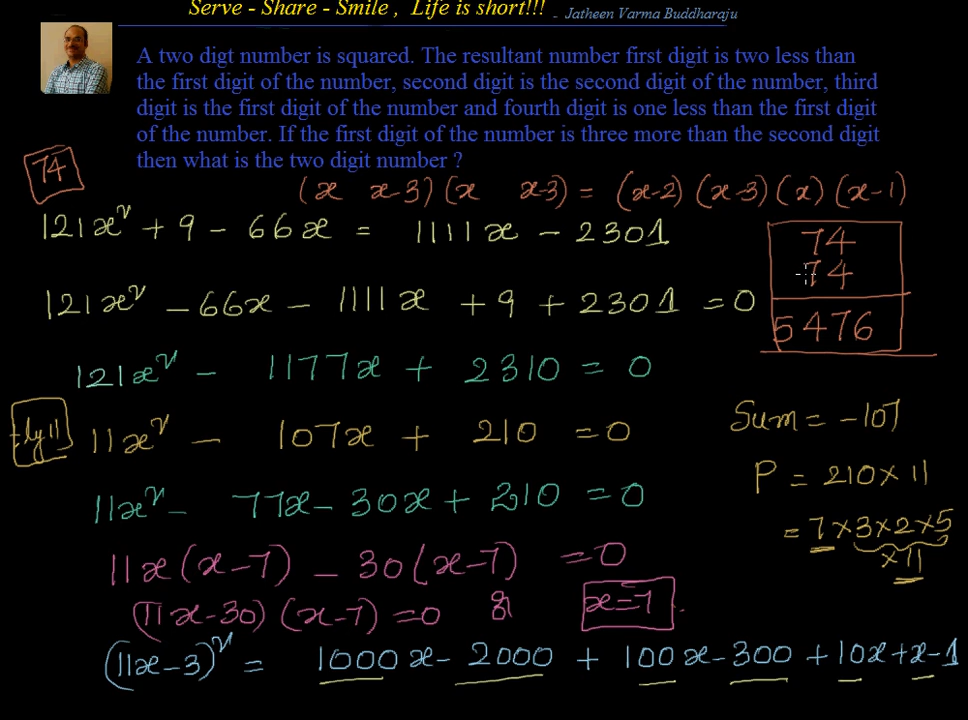 Serve - Share - Smile , Life is short!!! - Jatheen Varma Buddharaju
A two digt number is squared. The resultant number first digit is two less than
the first digit of the number, second digit is the second digit of the number, third
digit is the first digit of the number and fourth digit is one less than the first digit
of the number. If the first digit of the number is three more than the second digit
then what is the two digit number ?
74
(x x-3) (x x-3) = (x-2) (x-3) (x) (x-1)
121x² + 9 - 66x = 1111x - 2301
74
74
5476
121x² - 66x - 1111x + 9 + 2301 = 0
121x² - 1177x + 2310 = 0
÷by 11
11x² - 107x + 210 = 0
Sum = -107
P = 210 × 11
= 7 × 3 × 2 × 5
× 11
11x² - 77x - 30x + 210 = 0
11x (x-7) - 30 (x-7) = 0
(11x-30) (x-7) = 0
x=7
(11x-3)² = 1000x - 2000 + 100x - 300 + 10x + x - 1